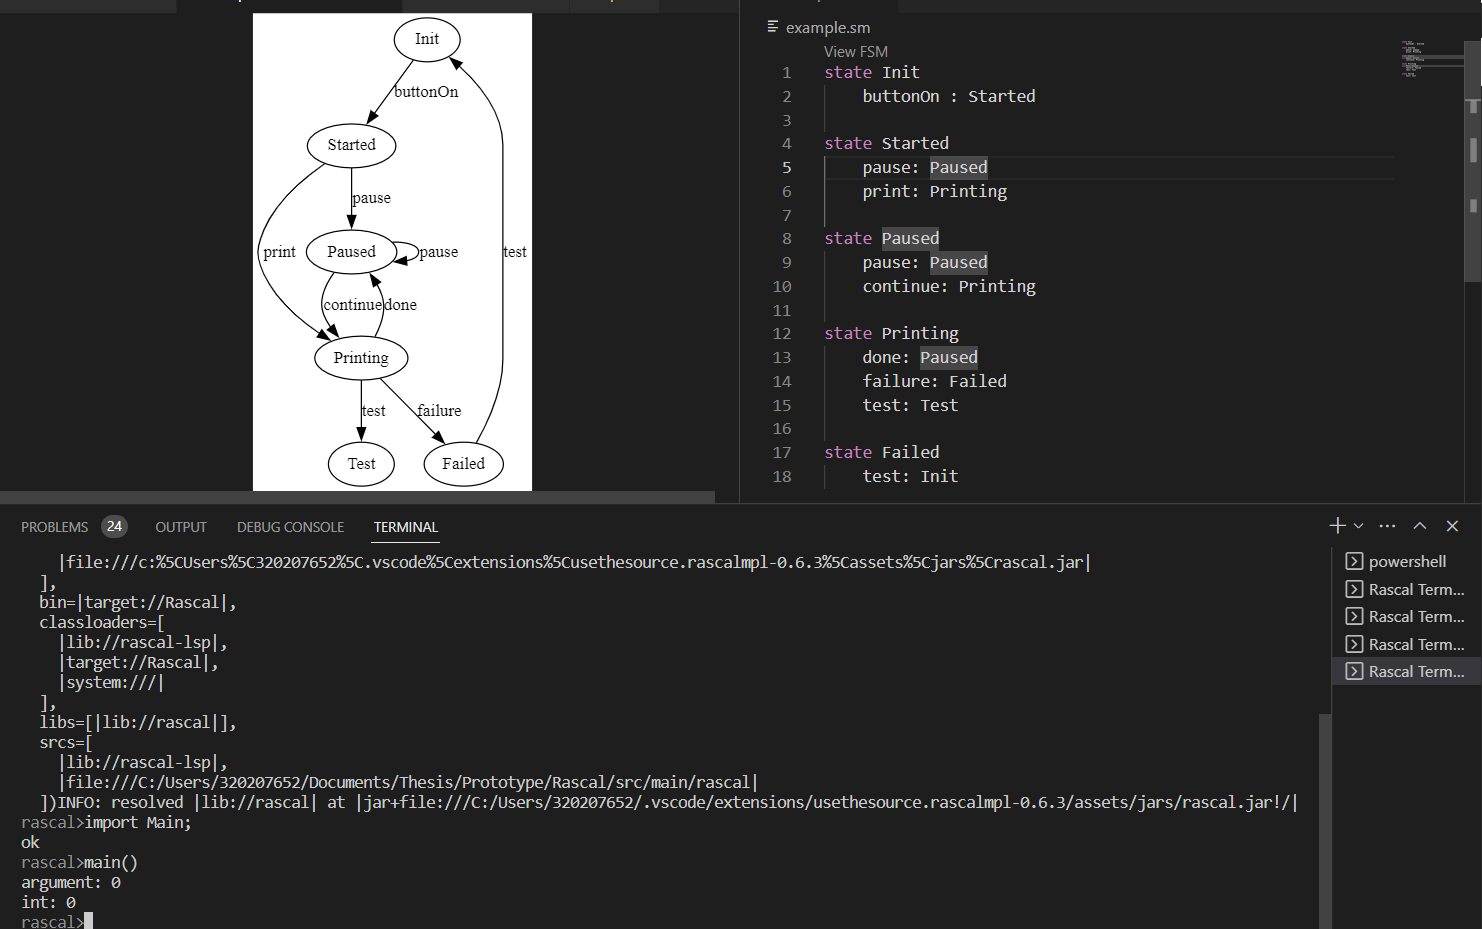 Init
buttonOn
Started
pause
print
Paused
pause
test
continue
done
Printing
test
failure
Test
Failed
example.sm
View FSM
1 state Init
2 buttonOn : Started
3
4 state Started
5 pause: Paused
6 print: Printing
7
8 state Paused
9 pause: Paused
10 continue: Printing
11
12 state Printing
13 done: Paused
14 failure: Failed
15 test: Test
16
17 state Failed
18 test: Init
PROBLEMS 24 OUTPUT DEBUG CONSOLE TERMINAL
|file:///c:%5CUsers%5C320207652%5C.vscode%5Cextensions%5Cusethesource.rascalmpl-0.6.3%5Cassets%5Cjars%5Crascal.jar|
],
bin=|target://Rascal|,
classloaders=[
|lib://rascal-lsp|,
|target://Rascal|,
|system:///|
],
libs=[|lib://rascal|],
srcs=[
|lib://rascal-lsp|,
|file:///C:/Users/320207652/Documents/Thesis/Prototype/Rascal/src/main/rascal|
])INFO: resolved |lib://rascal| at |jar+file:///C:/Users/320207652/.vscode/extensions/usethesource.rascalmpl-0.6.3/assets/jars/rascal.jar!/|
rascal>import Main;
ok
rascal>main()
argument: 0
int: 0
rascal>
powershell
Rascal Term...
Rascal Term...
Rascal Term...
Rascal Term...